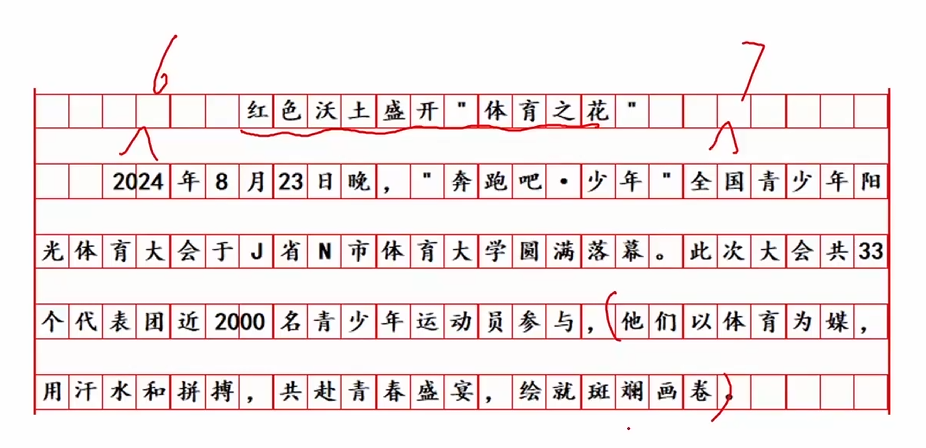 6 7
红色沃土盛开"体育之花"
2024年8月23日晚，"奔跑吧·少年"全国青少年阳
光体育大会于J省N市体育大学圆满落幕。此次大会共33
个代表团近2000名青少年运动员参与，他们以体育为媒，
用汗水和拼搏，共赴青春盛宴，绘就斑斓画卷。